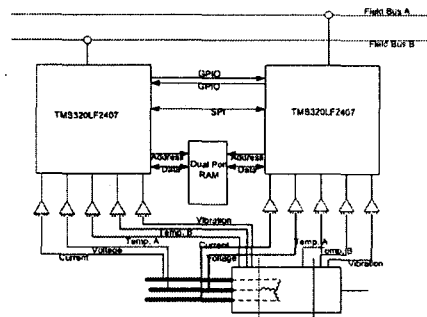 Field Bus A
Field Bus B
GPIO
GPIO
TMS320LF2407
SPI
TMS320LF2407
Address
Data
Dual Port
RAM
Address
Data
Vibration
Temp. B
Temp. A
Voltage
Current
Current
Voltage
Temp. A
Temp. B
Vibration